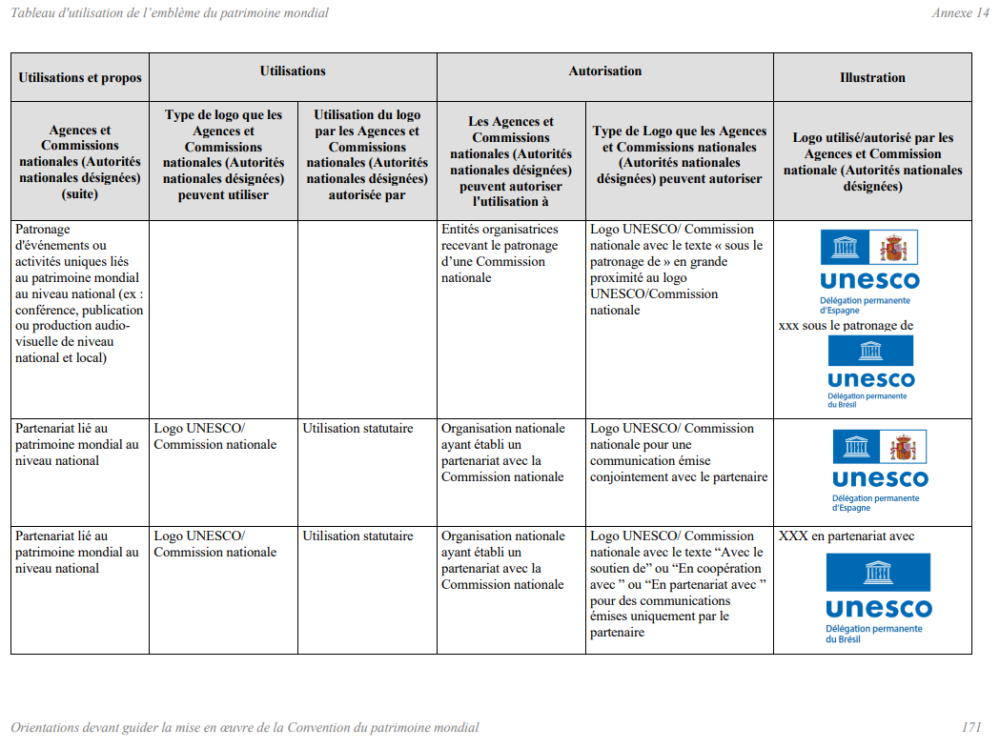 Tableau d'utilisation de l'emblème du patrimoine mondial
Annexe 14
Utilisations et propos
Utilisations
Autorisation
Illustration
Agences et
Commissions
nationales (Autorités
nationales désignées)
(suite)
Type de logo que les
Agences et
Commissions
nationales (Autorités
nationales désignées)
peuvent utiliser
Utilisation du logo
par les Agences et
Commissions
nationales (Autorités
nationales désignées)
autorisée par
Les Agences et
Commissions
nationales (Autorités
nationales désignées)
peuvent autoriser
l'utilisation à
Type de Logo que les Agences
et Commissions nationales
(Autorités nationales
désignées) peuvent autoriser
Logo utilisé/autorisé par les
Agences et Commission
nationale (Autorités nationales
désignées)
Patronage
d'événements ou
activités uniques liés
au patrimoine mondial
au niveau national (ex :
conférence, publication
ou production audio-
visuelle de niveau
national et local)
Entités organisatrices
recevant le patronage
d'une Commission
nationale
Logo UNESCO/ Commission
nationale avec le texte « sous le
patronage de » en grande
proximité au logo
UNESCO/Commission
nationale
unesco
Délégation permanente
d'Espagne
xxx sous le patronage de
unesco
Délégation permanente
du Brésil
Partenariat lié au
patrimoine mondial au
niveau national
Logo UNESCO/
Commission nationale
Utilisation statutaire
Organisation nationale
ayant établi un
partenariat avec la
Commission nationale
Logo UNESCO/ Commission
nationale pour une
communication émise
conjointement avec le partenaire
unesco
Délégation permanente
d'Espagne
Partenariat lié au
patrimoine mondial au
niveau national
Logo UNESCO/
Commission nationale
Utilisation statutaire
Organisation nationale
ayant établi un
partenariat avec la
Commission nationale
Logo UNESCO/ Commission
nationale avec le texte “Avec le
soutien de” ou “En coopération
avec ” ou “En partenariat avec ”
pour des communications
émises uniquement par le
partenaire
XXX en partenariat avec
unesco
Délégation permanente
du Brésil
Orientations devant guider la mise en œuvre de la Convention du patrimoine mondial
171